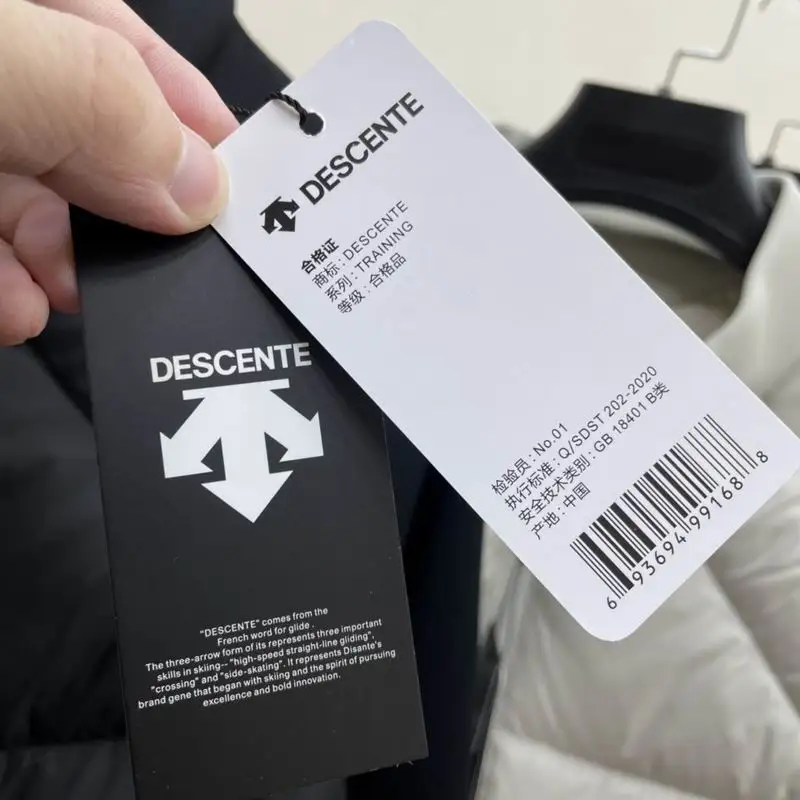 DESCENTE
合格证
商标：DESCENTE
系列：TRAINING
等级：合格品
检验员：No.01
执行标准：Q/SDST 202-2020
安全技术类别：GB 18401 B类
产地：中国
6 93694 99168 8
DESCENTE
"DESCENTE" comes from the
French word for glide .
The three-arrow form of its represents three important
skills in skiing-- "high-speed straight-line gliding",
"crossing" and "side-skating". It represents Disante's
brand gene that began with skiing and the spirit of pursuing
excellence and bold innovation.